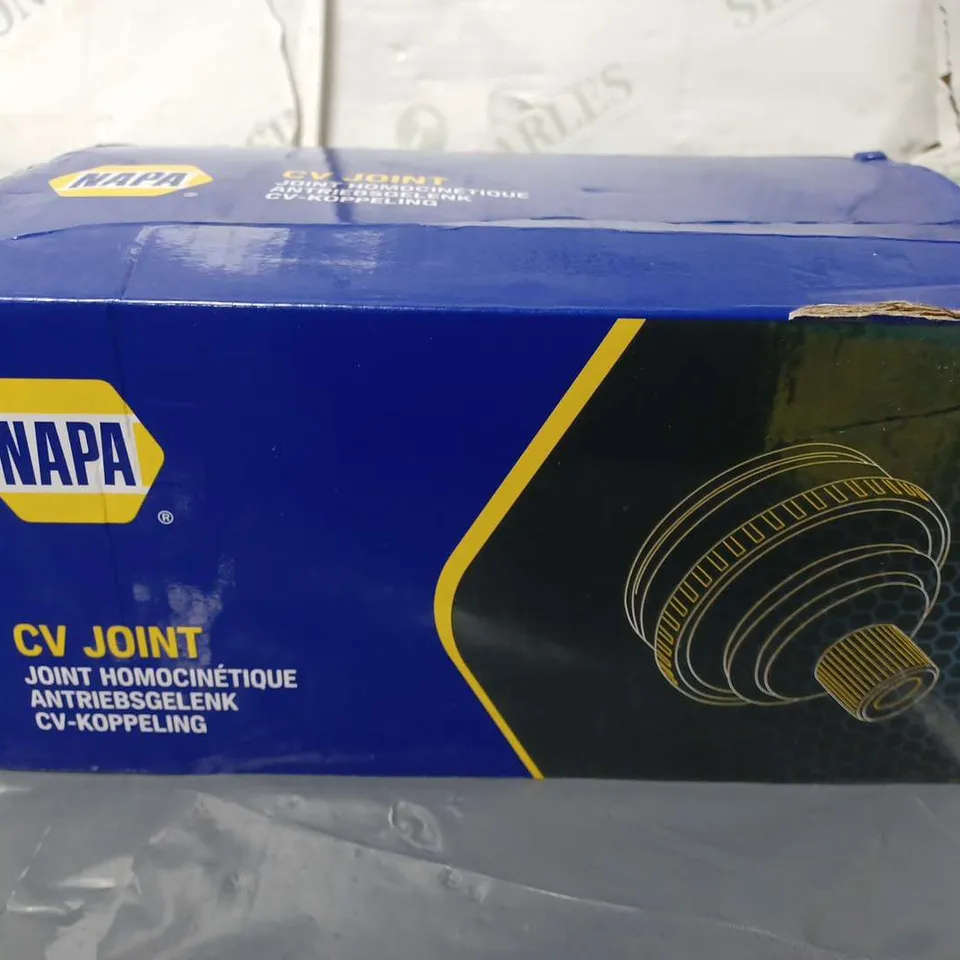 NAPA
®
CV JOINT
JOINT HOMOCINÉTIQUE
ANTRIEBSGELENK
CV-KOPPELING
NAPA
®
CV JOINT
JOINT HOMOCINÉTIQUE
ANTRIEBSGELENK
CV-KOPPELING